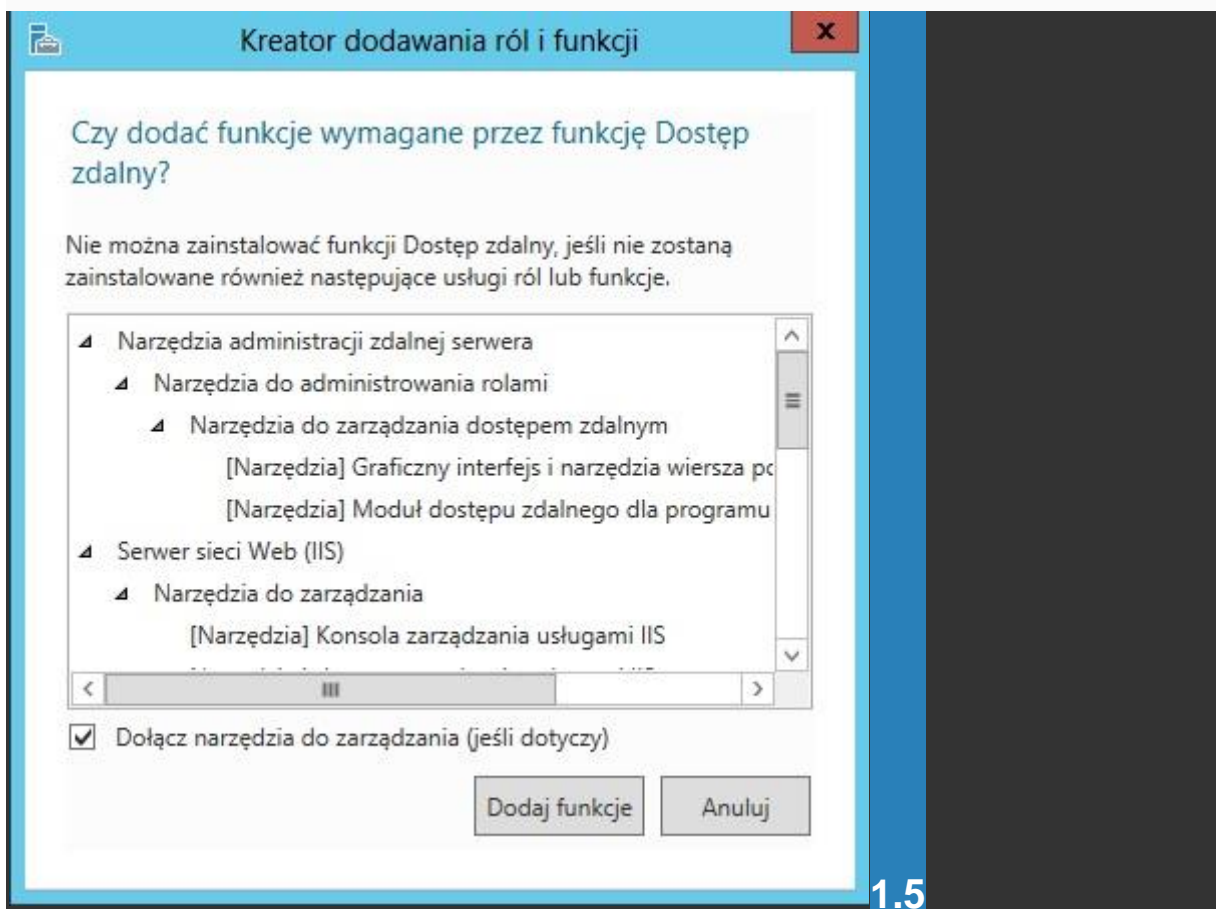 Kreator dodawania ról i funkcji
x
Czy dodać funkcje wymagane przez funkcję Dostęp
zdalny?
Nie można zainstalować funkcji Dostęp zdalny, jeśli nie zostaną
zainstalowane również następujące usługi ról lub funkcje.
Narzędzia administracji zdalnej serwera
Narzędzia do administrowania rolami
Narzędzia do zarządzania dostępem zdalnym
[Narzędzia] Graficzny interfejs i narzędzia wiersza pc
[Narzędzia] Moduł dostępu zdalnego dla programu
Serwer sieci Web (IIS)
Narzędzia do zarządzania
[Narzędzia] Konsola zarządzania usługami IIS
Dołącz narzędzia do zarządzania (jeśli dotyczy)
Dodaj funkcje
Anuluj
1.5